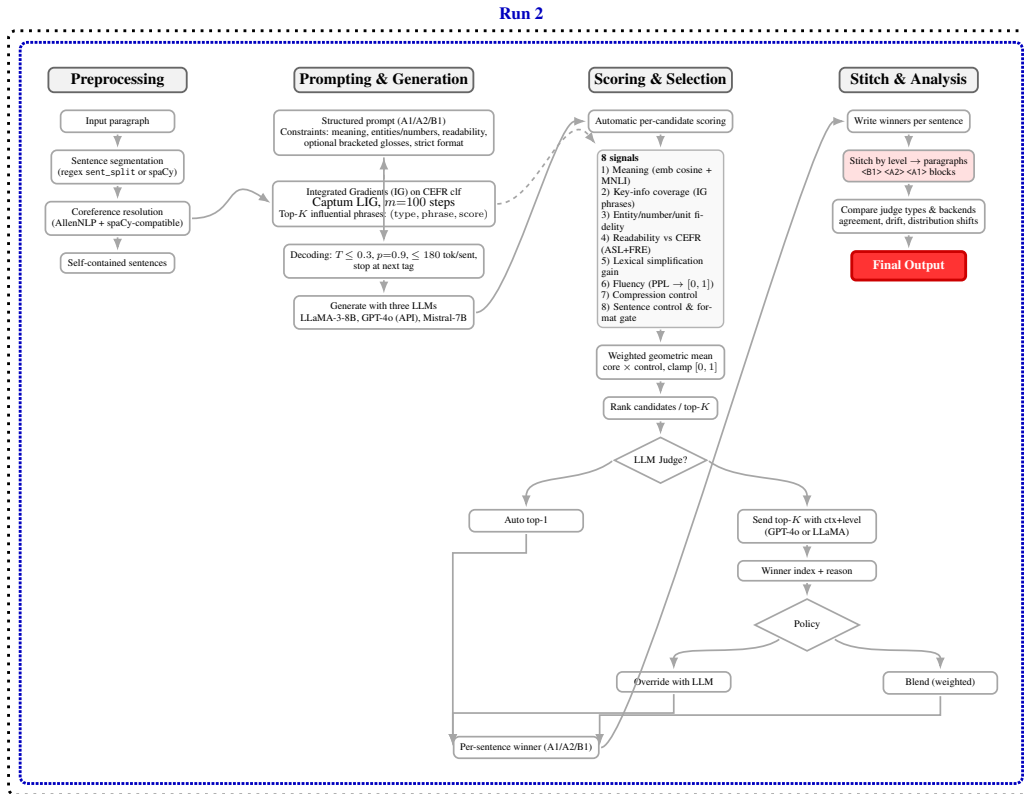 Run 2
Preprocessing
Input paragraph
Sentence segmentation
(regex sent_split or spaCy)
Coreference resolution
(AllenNLP + spaCy-compatible)
Self-contained sentences
Prompting & Generation
Structured prompt (A1/A2/B1)
Constraints: meaning, entities/numbers, readability,
optional bracketed glosses, strict format
Integrated Gradients (IG) on CEFR clf
Captum LIG, m=100 steps
Top-K influential phrases (type, phrase, score)
Decoding: T ≤ 0.3, p=0.9, ≤ 180 tok/sent,
stop at next tag
Generate with three LLMs
LLaMA-3-8B, GPT-4o (API), Mistral-7B
Scoring & Selection
Automatic per-candidate scoring
8 signals
1) Meaning (emb cosine +
MNLI)
2) Key-info coverage (IG
phrases)
3) Entity/number/unit fi-
delity
4) Readability vs CEFR
(ASL+FRE)
5) Lexical simplification
gain
6) Fluency (PPL → [0, 1])
7) Compression control
8) Sentence control & for-
mat gate
Weighted geometric mean
core × control, clamp [0, 1]
Rank candidates / top-K
LLM Judge?
Auto top-1
Send top-K with ctx+level
(GPT-4o or LLaMA)
Winner index + reason
Policy
Override with LLM
Blend (weighted)
Per-sentence winner (A1/A2/B1)
Stitch & Analysis
Write winners per sentence
Stitch by level → paragraphs
<B1> <A2> <A1> blocks
Compare judge types & backends
agreement, drift, distribution shifts
Final Output